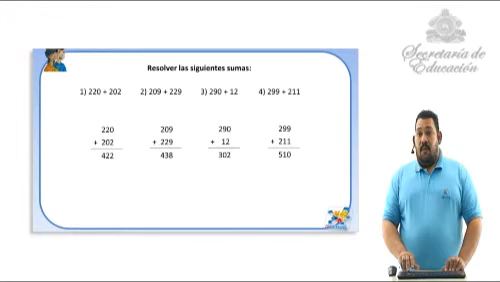 Secretaría de
Educación
Resolver las siguientes sumas:
1) 220 + 202 2) 209 + 229 3) 290 + 12 4) 299 + 211
220 209 290 299
+ 202 + 229 + 12 + 211
422 438 302 510